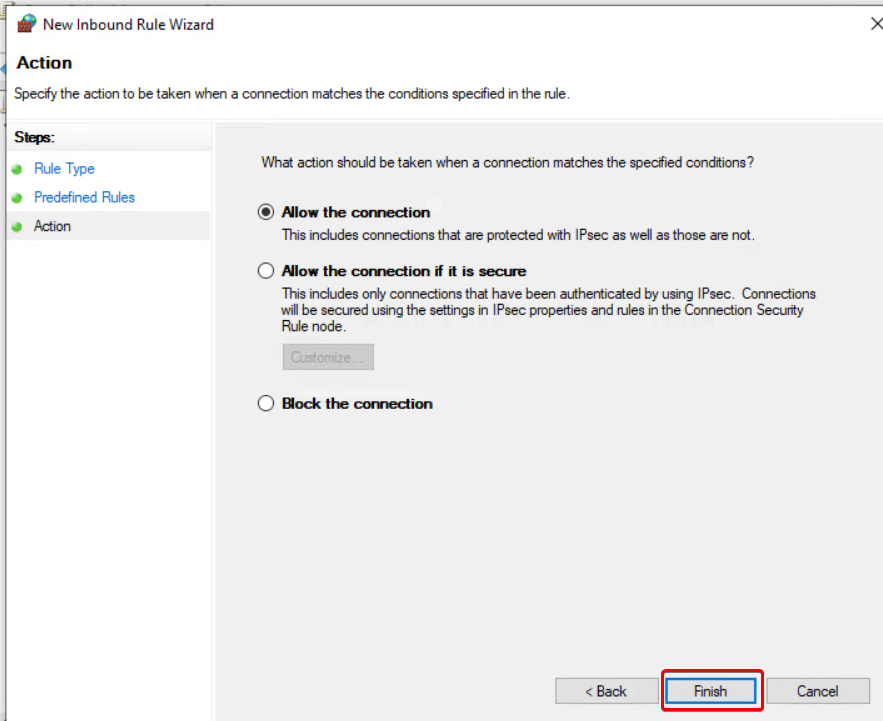 New Inbound Rule Wizard
Action
Specify the action to be taken when a connection matches the conditions specified in the rule.
Steps:
Rule Type
Predefined Rules
Action
What action should be taken when a connection matches the specified conditions?
Allow the connection
This includes connections that are protected with IPsec as well as those are not.
Allow the connection if it is secure
This includes only connections that have been authenticated by using IPsec. Connections
will be secured using the settings in IPsec properties and rules in the Connection Security
Rule node.
Customize...
Block the connection
< Back
Finish
Cancel